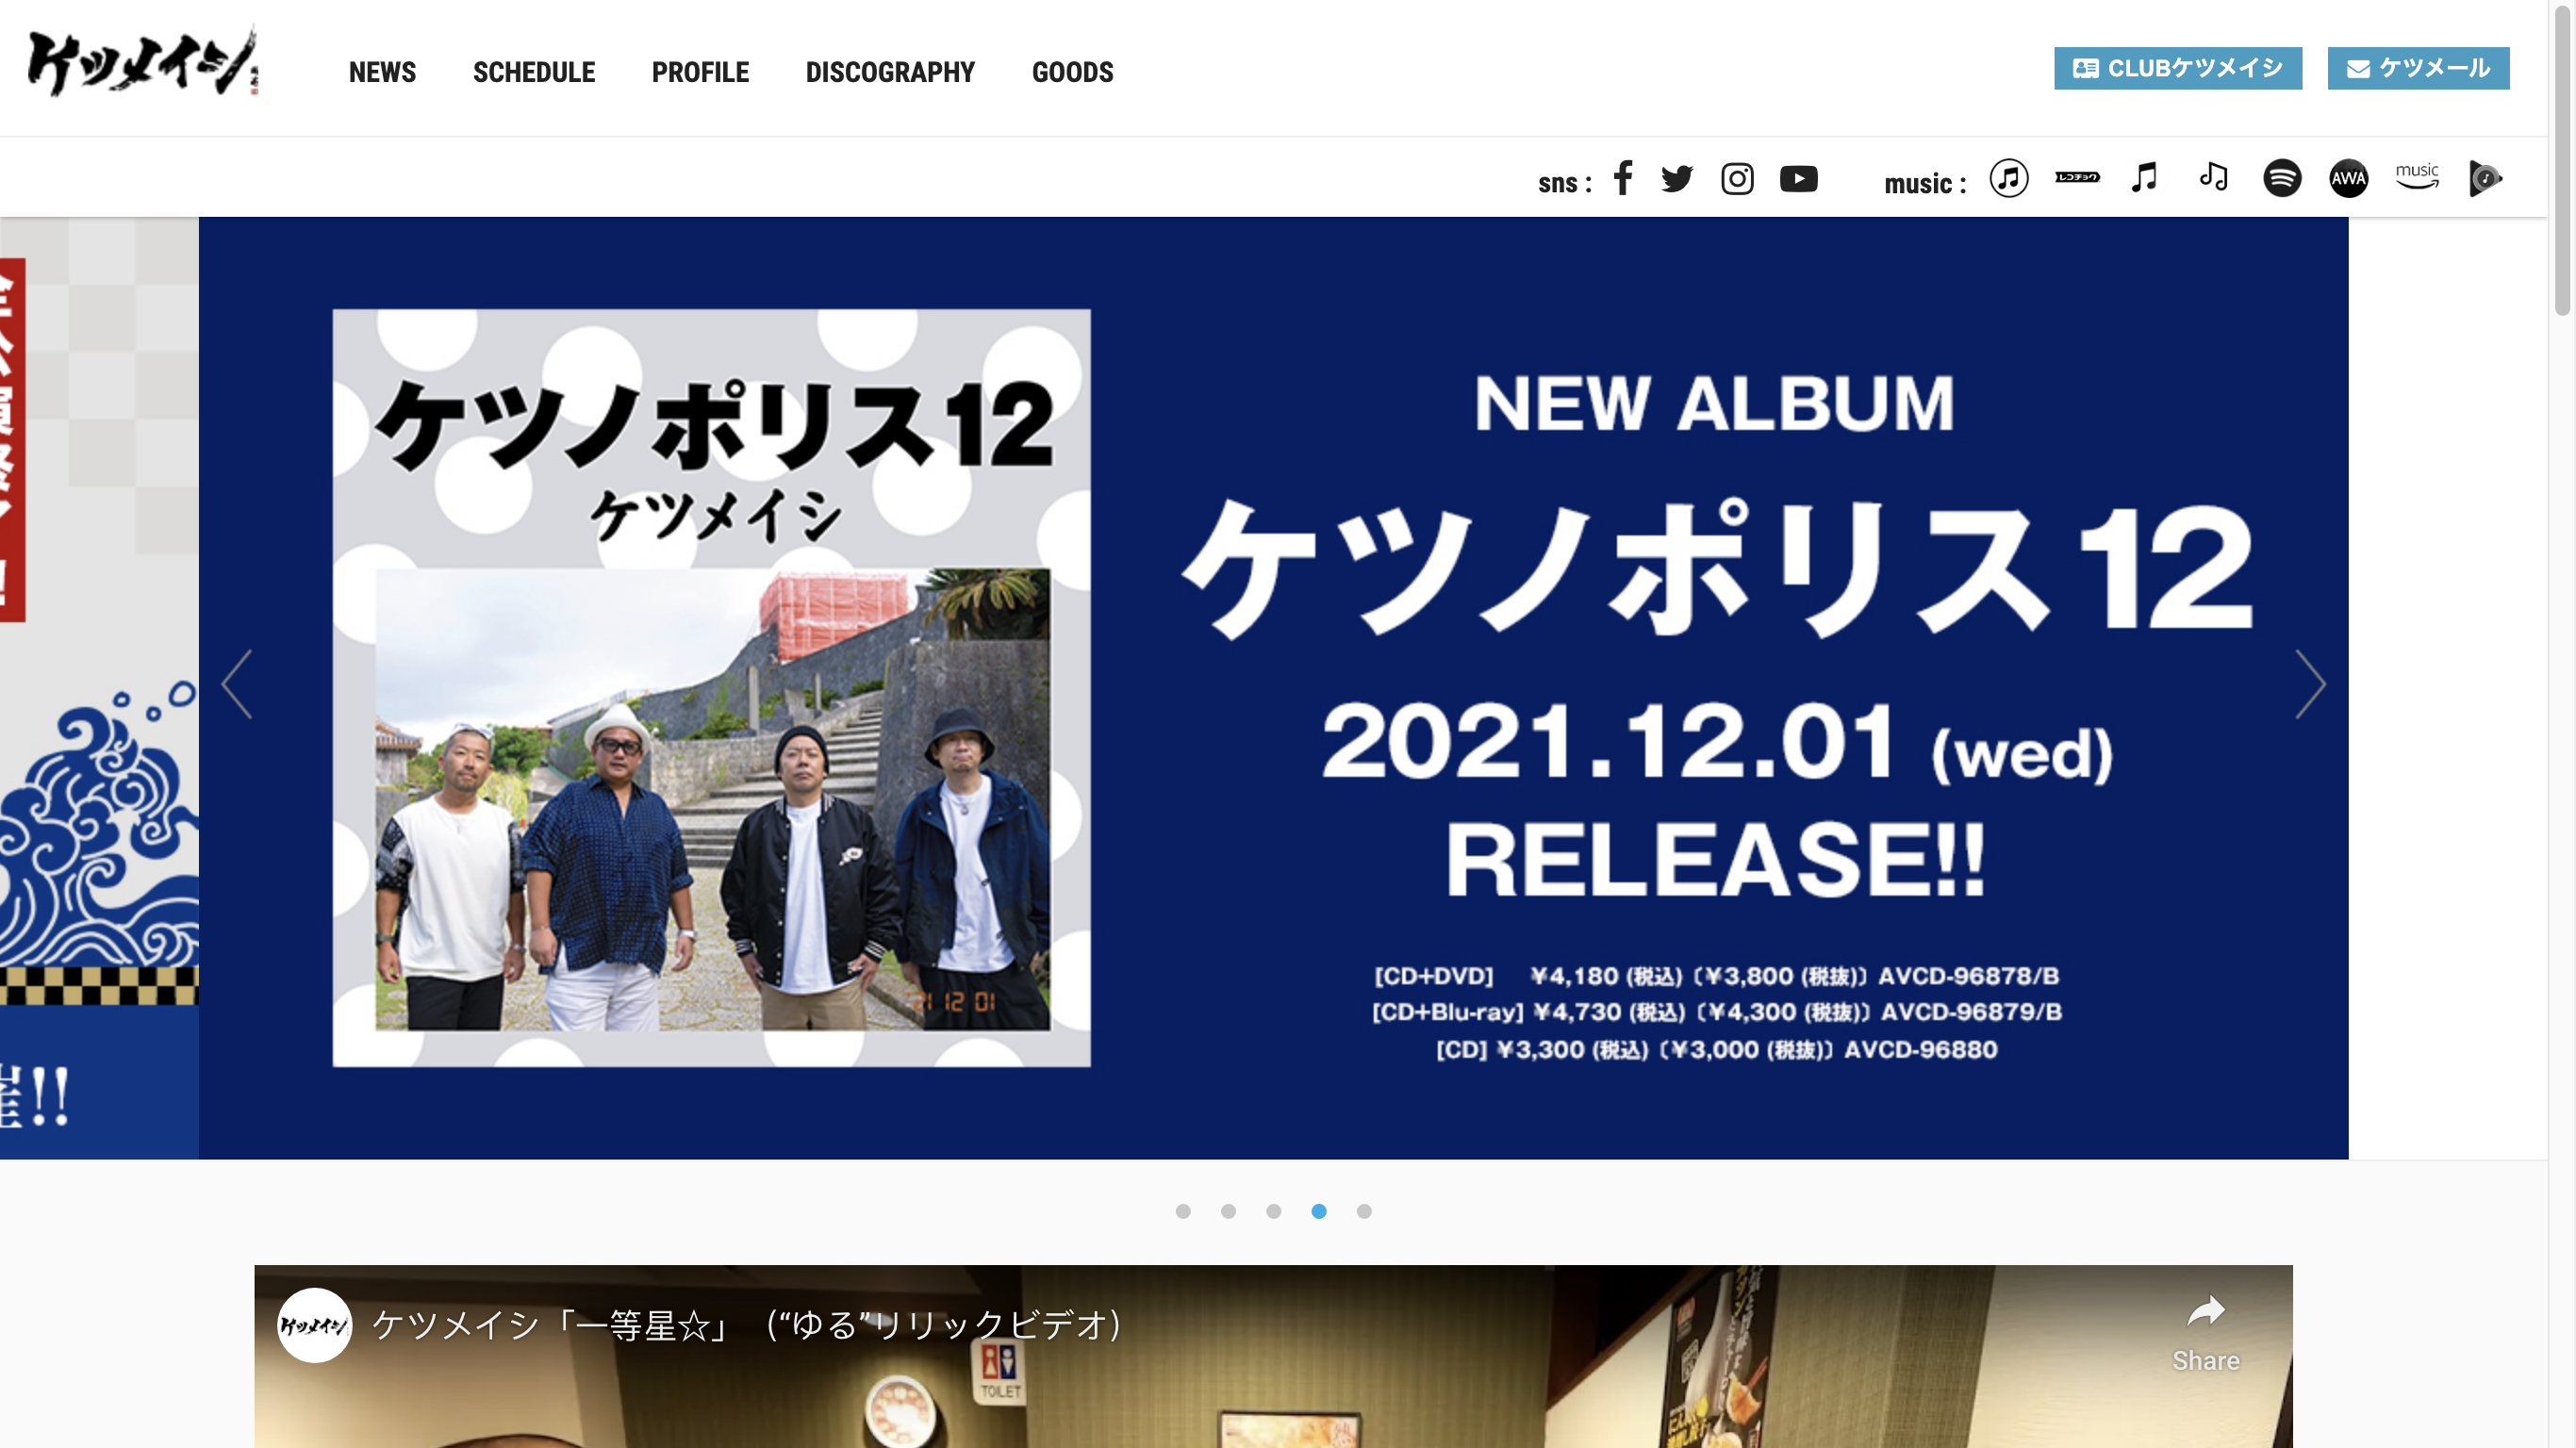 ケツメイシ
NEWS SCHEDULE PROFILE DISCOGRAPHY GOODS
CLUBケツメイシ ケツメール
sns : music : レコチョク AWA music
ケツノポリス12
ケツメイシ
21 12 01
NEW ALBUM
ケツノポリス12
2021.12.01 (wed)
RELEASE!!
[CD+DVD] ¥4,180 (税込)〔¥3,800 (税抜)〕AVCD-96878/B
[CD+Blu-ray] ¥4,730 (税込)〔¥4,300 (税抜)〕AVCD-96879/B
[CD] ¥3,300 (税込)〔¥3,000 (税抜)〕AVCD-96880
!!
ケツメイシ ケツメイシ「一等星☆」 (“ゆる”リリックビデオ)
Share
TOILET